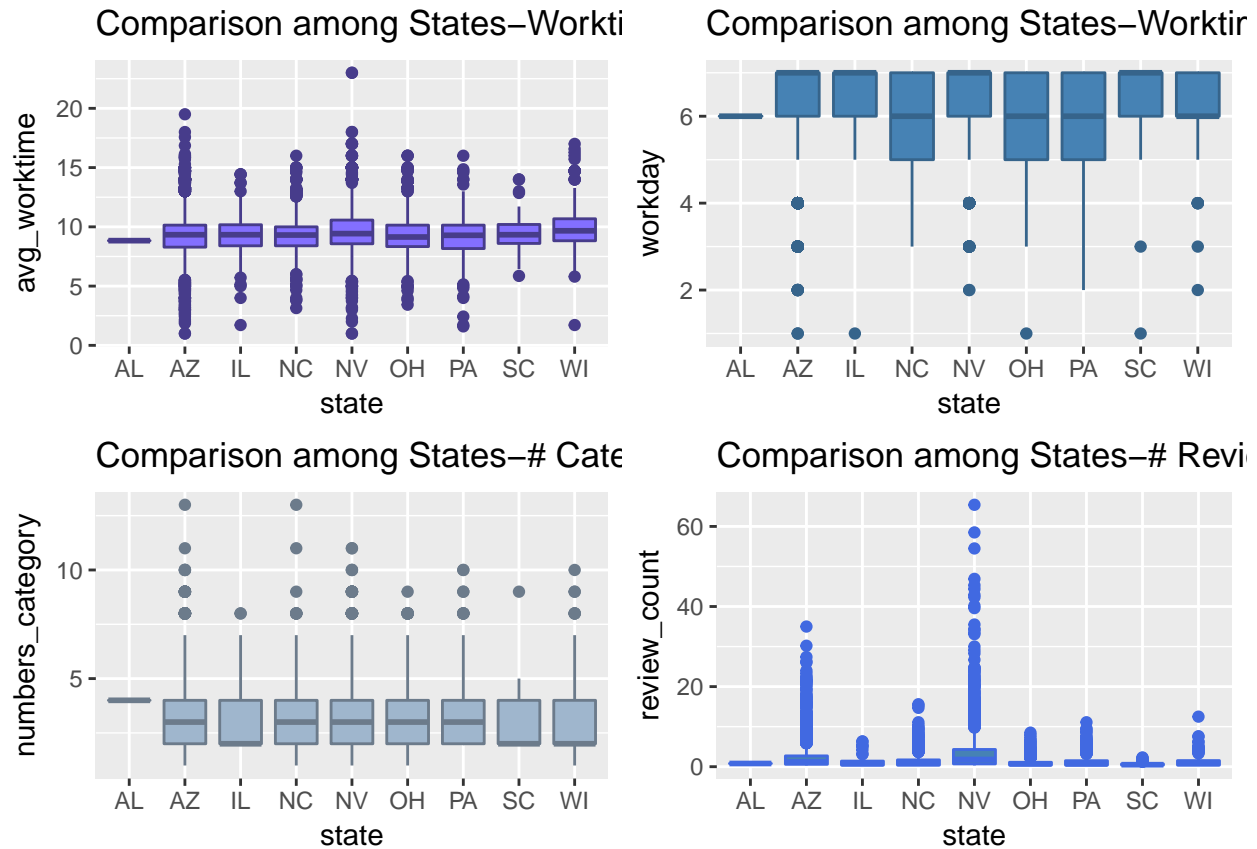 Comparison among States–Workti
avg_worktime
20
15
10
5
0
AL AZ IL NC NV OH PA SC WI
state
Comparison among States–Workin
workday
6
4
2
AL AZ IL NC NV OH PA SC WI
state
Comparison among States–# Cate
numbers_category
10
5
AL AZ IL NC NV OH PA SC WI
state
Comparison among States–# Revi
review_count
60
40
20
0
AL AZ IL NC NV OH PA SC WI
state